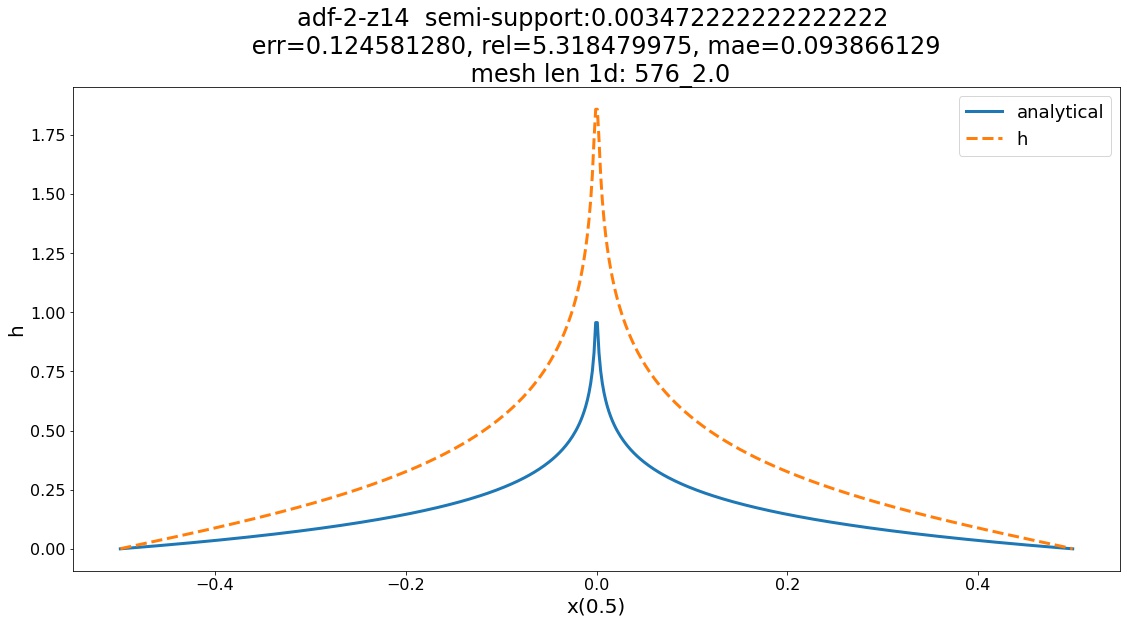 adf-2-z14  semi-support:0.003472222222222222
err=0.124581280, rel=5.318479975, mae=0.093866129
mesh len 1d: 576_2.0
analytical
h
1.75
1.50
1.25
1.00
0.75
0.50
0.25
0.00
h
−0.4
−0.2
0.0
0.2
0.4
x(0.5)